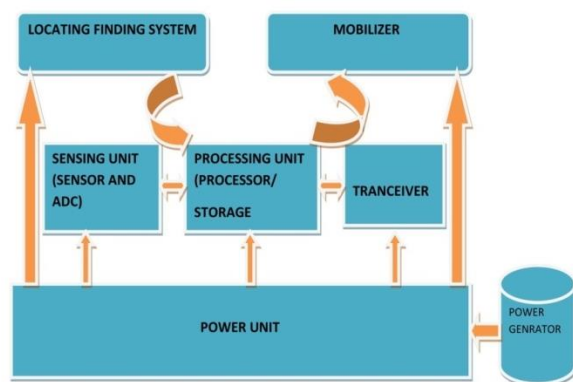 LOCATING FINDING SYSTEM
MOBILIZER
SENSING UNIT
(SENSOR AND
ADC)
PROCESSING UNIT
(PROCESSOR/
STORAGE
TRANCEIVER
POWER UNIT
POWER
GENRATOR